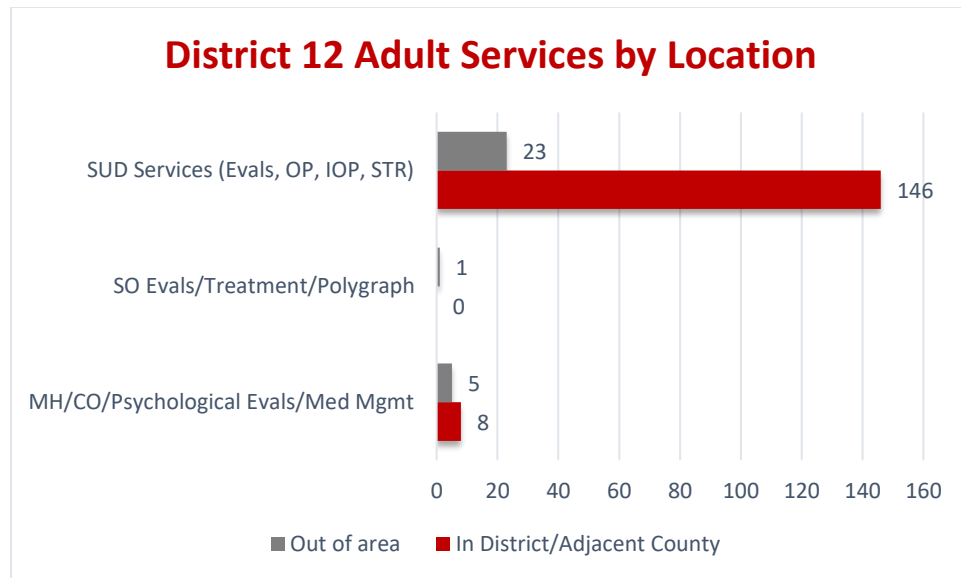 District 12 Adult Services by Location
SUD Services (Evals, OP, IOP, STR)
23
146
SO Evals/Treatment/Polygraph
1
0
MH/CO/Psychological Evals/Med Mgmt
5
8
0 20 40 60 80 100 120 140 160
Out of area In District/Adjacent County